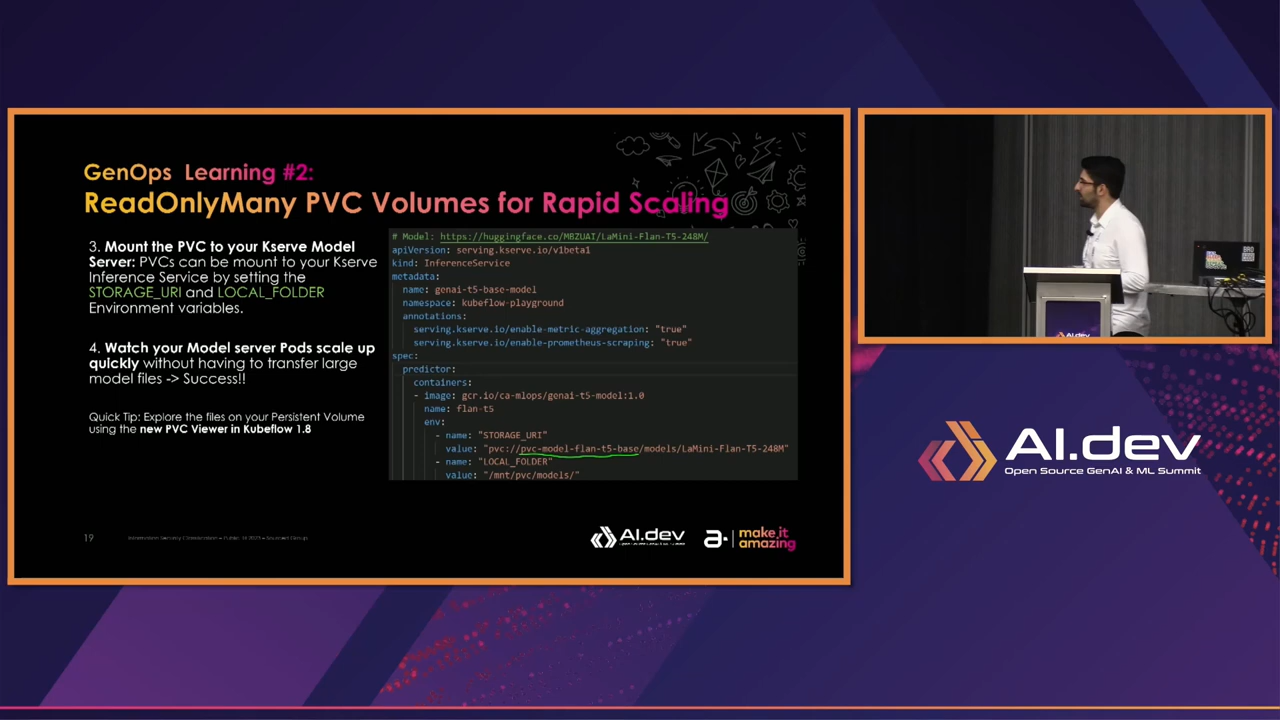 GenOps Learning #2:
ReadOnlyMany PVC Volumes for Rapid Scaling
3. Mount the PVC to your Kserve Model
Server: PVCs can be mount to your Kserve
Inference Service by setting the
STORAGE_URI and LOCAL_FOLDER
Environment variables.
4. Watch your Model server Pods scale up
quickly without having to transfer large
model files -> Success!!
Quick Tip: Explore the files on your Persistent Volume
using the new PVC Viewer in Kubeflow 1.8
# Model: https://huggingface.co/MBZUAI/LaMini-Flan-T5-248M/
apiVersion: serving.kserve.io/v1beta1
kind: InferenceService
metadata:
name: genai-t5-base-model
namespace: kubeflow-playground
annotations:
serving.kserve.io/enable-metric-aggregation: "true"
serving.kserve.io/enable-prometheus-scraping: "true"
spec:
predictor:
containers:
- image: gcr.io/ca-mlops/genai-t5-model:1.0
name: flan-t5
env:
- name: "STORAGE_URI"
value: "pvc://pvc-model-flan-t5-base/models/LaMini-Flan-T5-248M"
- name: "LOCAL_FOLDER"
value: "/mnt/pvc/models/"
19
AI.dev
a
make it
amazing
AI.dev
AI.dev
Open Source GenAI & ML Summit